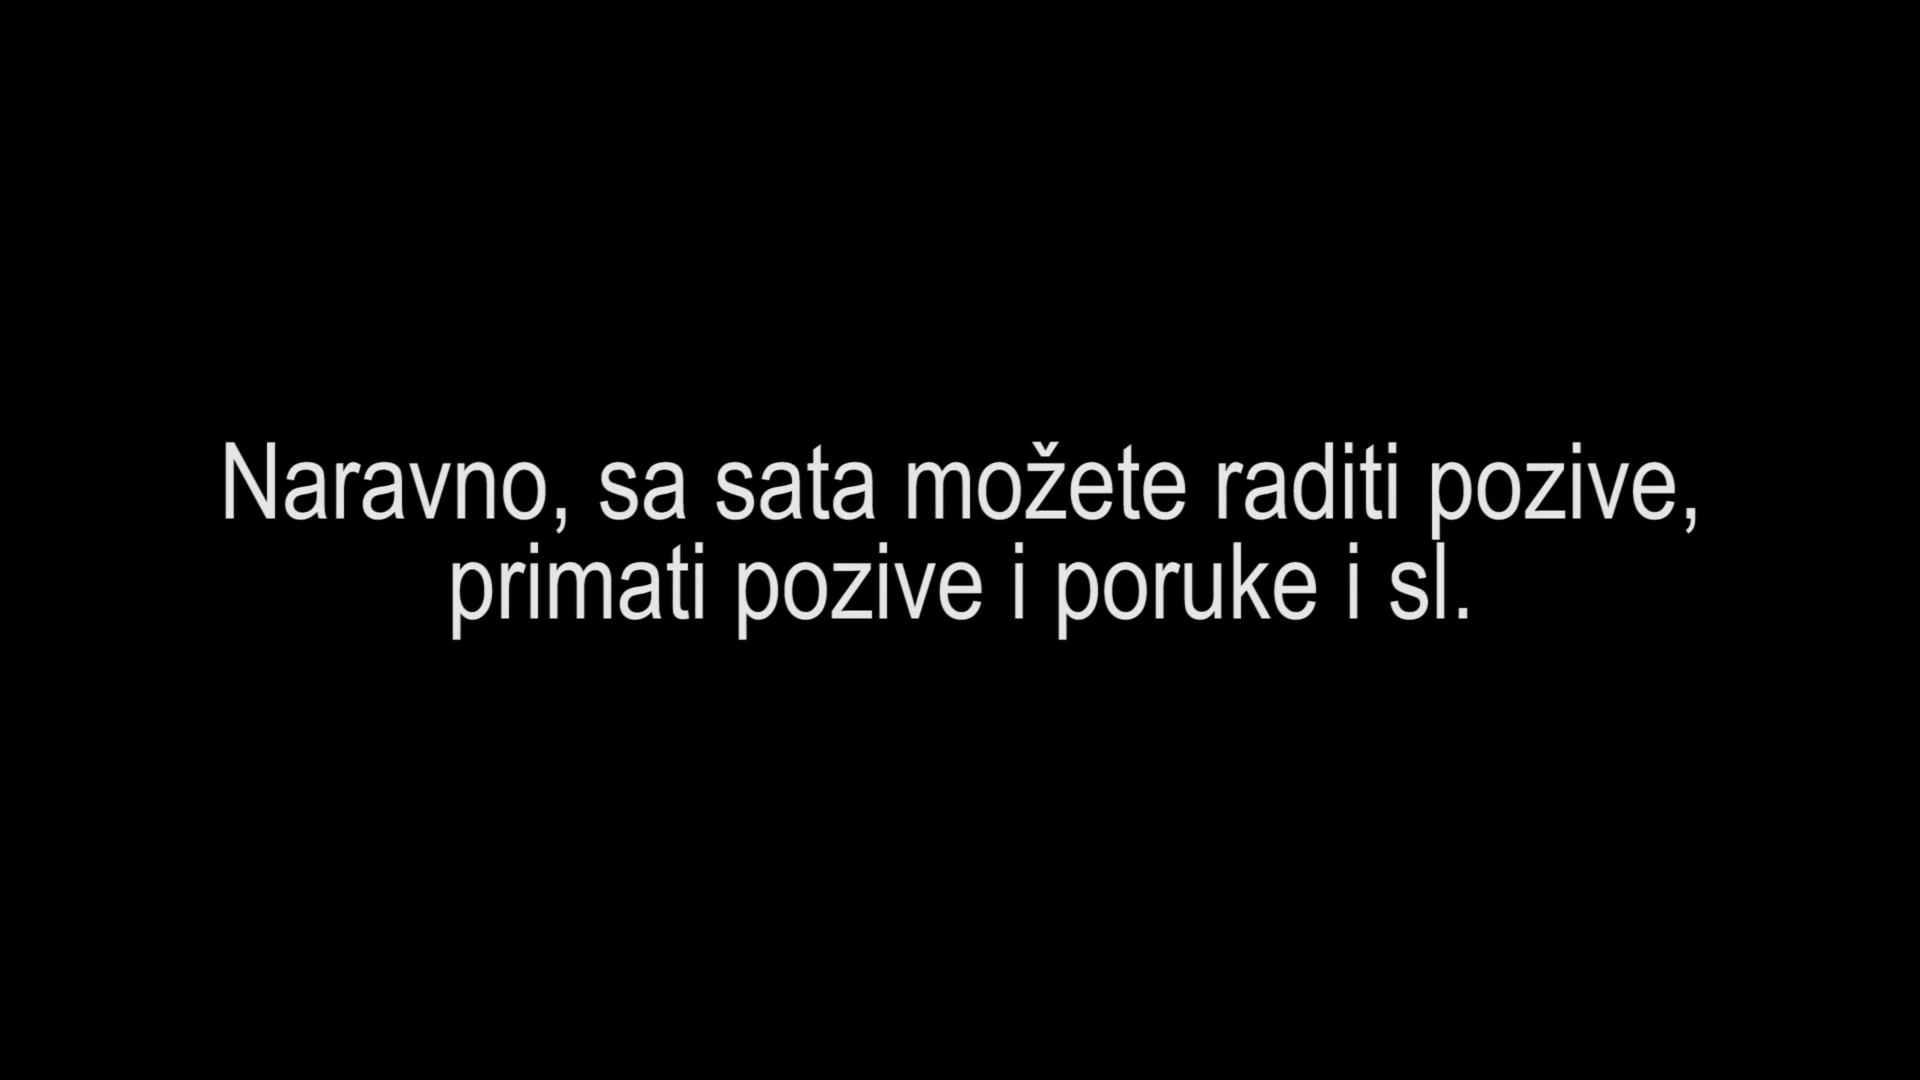 Naravno, sa sata možete raditi pozive,
primati pozive i poruke i sl.